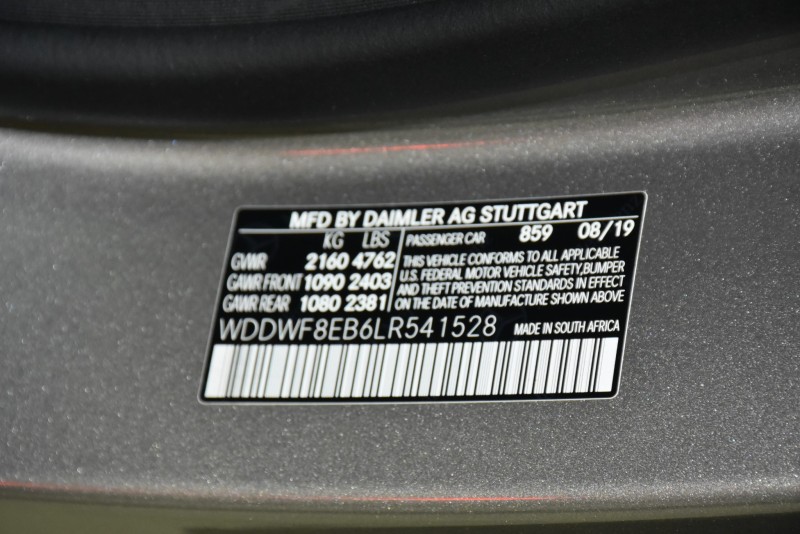 MFD BY DAIMLER AG STUTTGART
KG LBS
GVWR 2160 4762
GAWR FRONT 1090 2403
GAWR REAR 1080 2381
PASSENGER CAR 859 08/19
THIS VEHICLE CONFORMS TO ALL APPLICABLE
U.S. FEDERAL MOTOR VEHICLE SAFETY, BUMPER
AND THEFT PREVENTION STANDARDS IN EFFECT
ON THE DATE OF MANUFACTURE SHOWN ABOVE
WDDWF8EB6LR541528 MADE IN SOUTH AFRICA